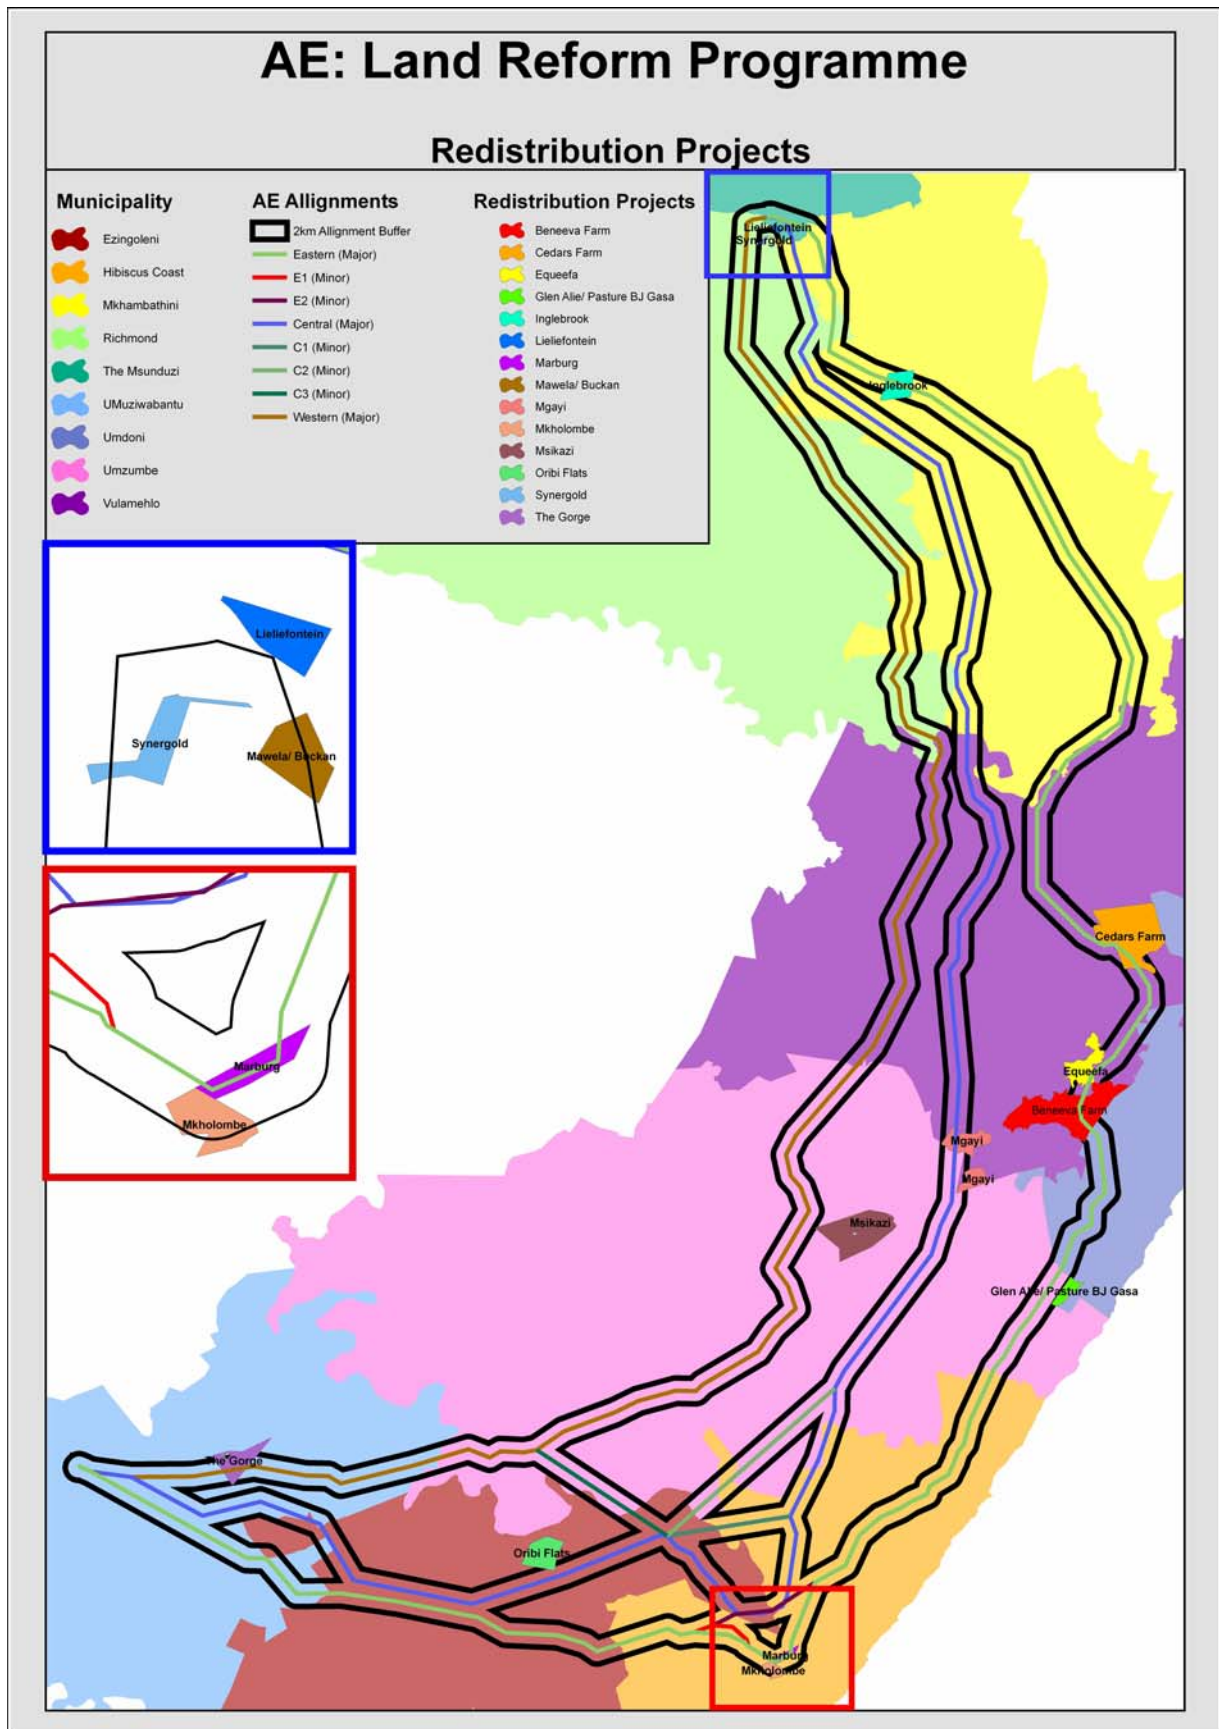 AE: Land Reform Programme
Redistribution Projects
Municipality
Ezingoleni
Hibiscus Coast
Mkhambathini
Richmond
The Msunduzi
UMuziwabantu
Umdoni
Umzumbe
Vulamehlo
AE Allignments
2km Allignment Buffer
Eastern (Major)
E1 (Minor)
E2 (Minor)
Central (Major)
C1 (Minor)
C2 (Minor)
C3 (Minor)
Western (Major)
Redistribution Projects
Beneeva Farm
Cedars Farm
Equeefa
Glen Alie/ Pasture BJ Gasa
Inglebrook
Lieliefontein
Marburg
Mawela/ Buckan
Mgayi
Mkholombe
Msikazi
Oribi Flats
Synergold
The Gorge
Lieliefontein
Synergold
Inglebrook
Lieliefontein
Synergold
Mawela/ Buckan
Marburg
Mkholombe
Cedars Farm
Equeefa
Beneeva Farm
Mgayi
Mgayi
Msikazi
Glen Alie/ Pasture BJ Gasa
The Gorge
Oribi Flats
Marburg
Mkholombe